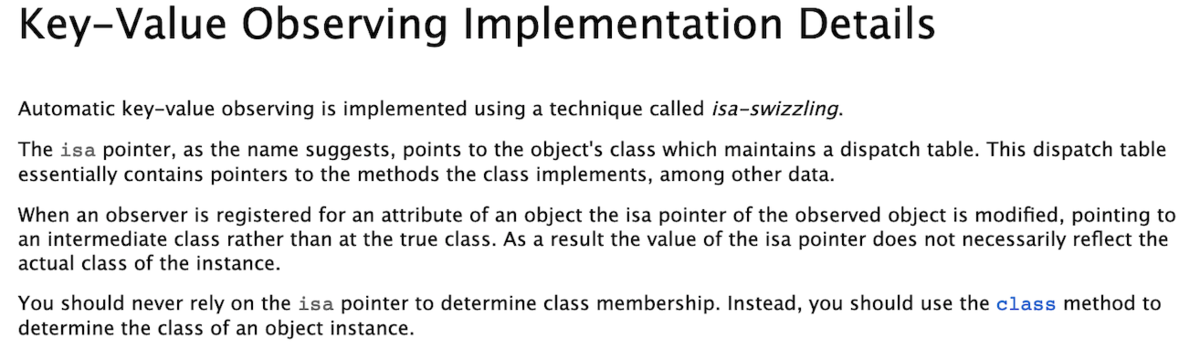 Key-Value Observing Implementation Details
Automatic key-value observing is implemented using a technique called isa-swizzling.
The isa pointer, as the name suggests, points to the object's class which maintains a dispatch table. This dispatch table
essentially contains pointers to the methods the class implements, among other data.
When an observer is registered for an attribute of an object the isa pointer of the observed object is modified, pointing to
an intermediate class rather than at the true class. As a result the value of the isa pointer does not necessarily reflect the
actual class of the instance.
You should never rely on the isa pointer to determine class membership. Instead, you should use the class method to
determine the class of an object instance.